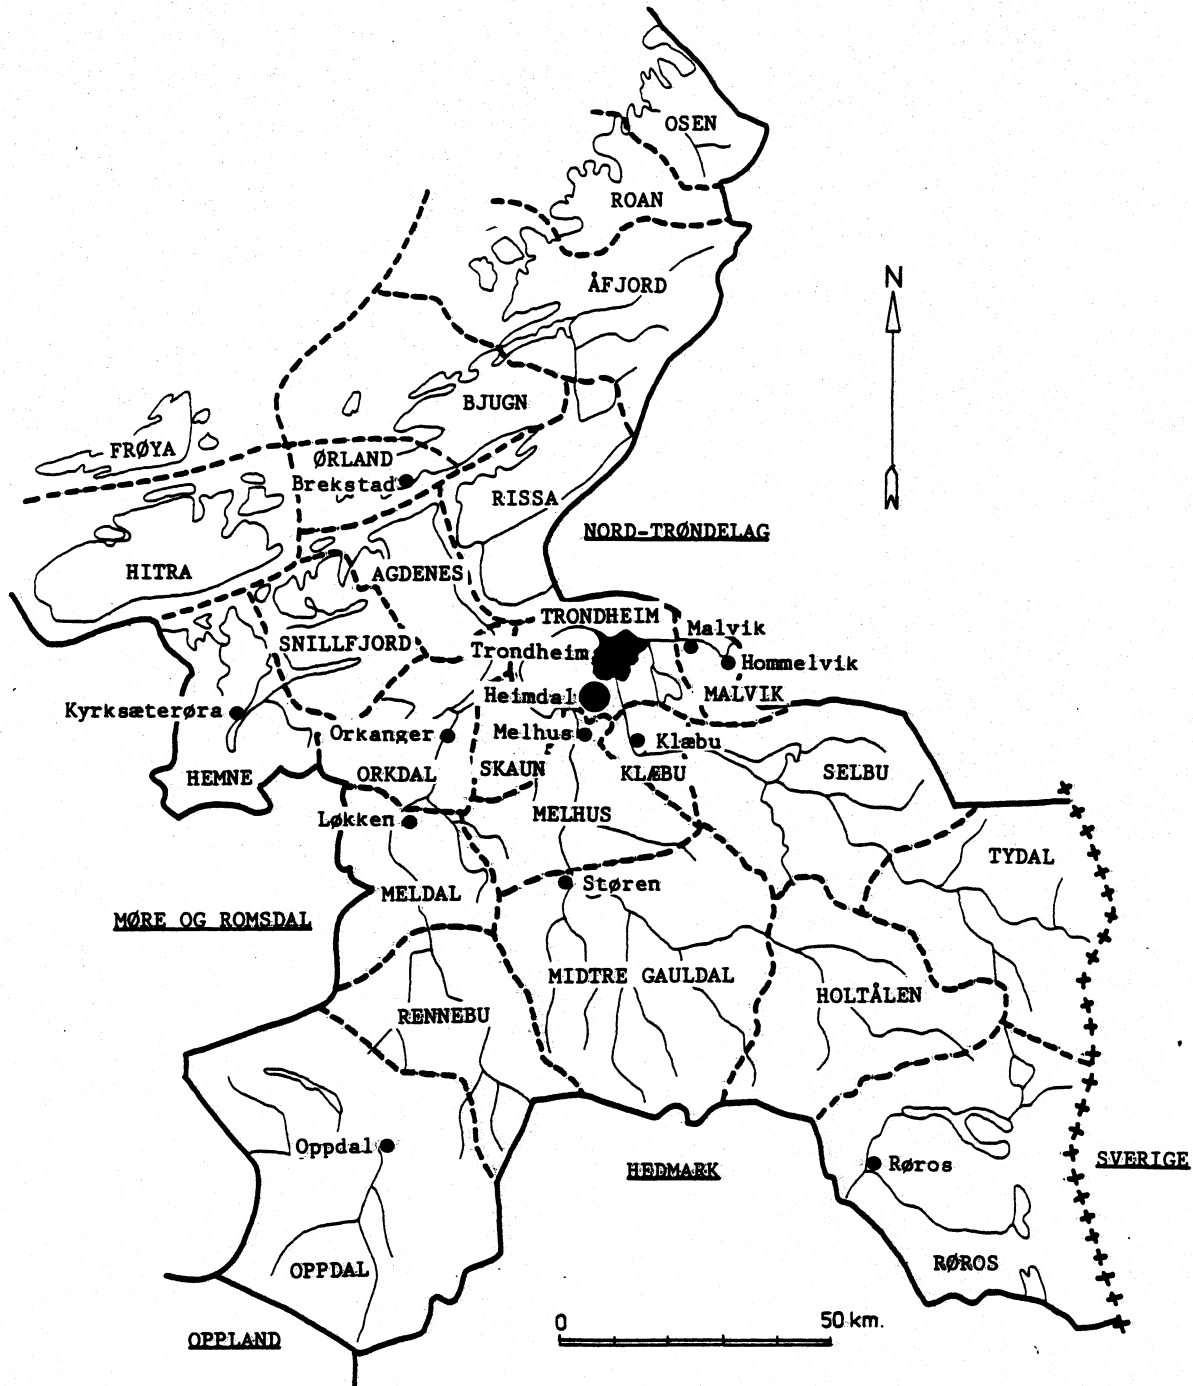 OSEN
ROAN
N
ÅFJORD
BJUGN
FRØYA
ØRLAND
Brekstad
RISSA
NORD-TRØNDELAG
HITRA
AGDENES
TRONDHEIM
Malvik
SNILLFJORD
Trondheim
Hommelvik
Heimdal
MALVIK
Kyrksæterøra
Orkanger
Melhus
Klæbu
HEMNE
ORKDAL
SKAUN
KLÆBU
SELBU
Løkken
MELHUS
TYDAL
Støren
MELDAL
MØRE OG ROMSDAL
MIDTRE GAULDAL
HOLTÅLEN
RENNEBU
Oppdal
HEDMARK
Røros
SVERIGE
OPPDAL
RØROS
OPPLAND
0 50 km.